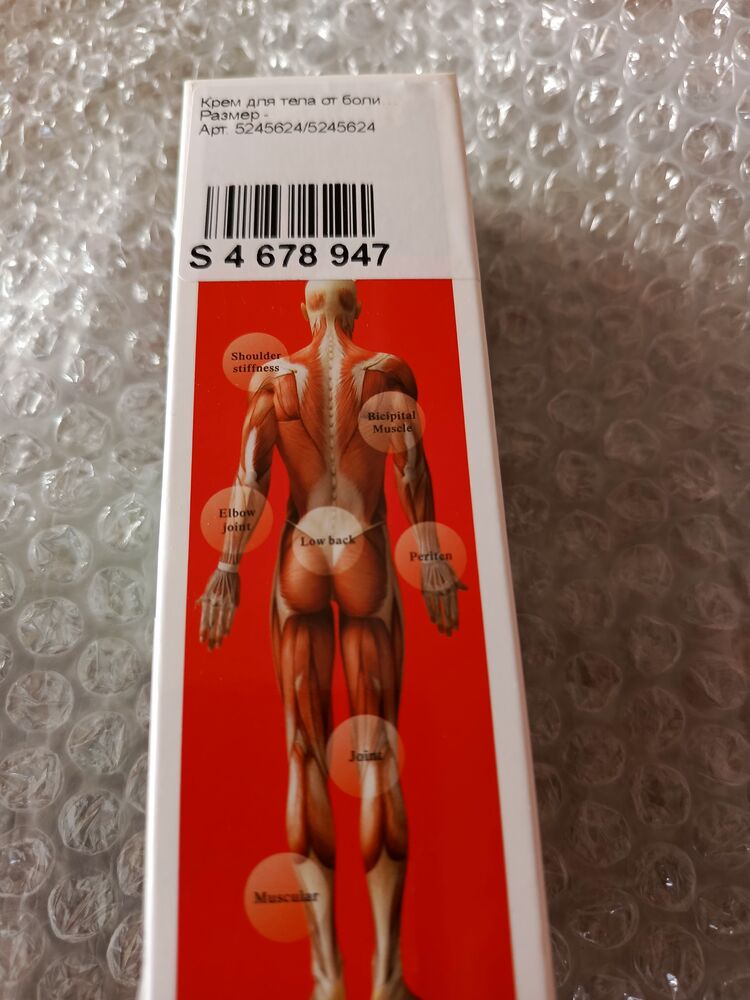 Крем для тела от боли ...
Размер -
Арт. 5245624/5245624
S 4 678 947
Shoulder
stiffness
Bicipital
Muscle
Elbow
joint
Low back
Periten
Joint
Muscular